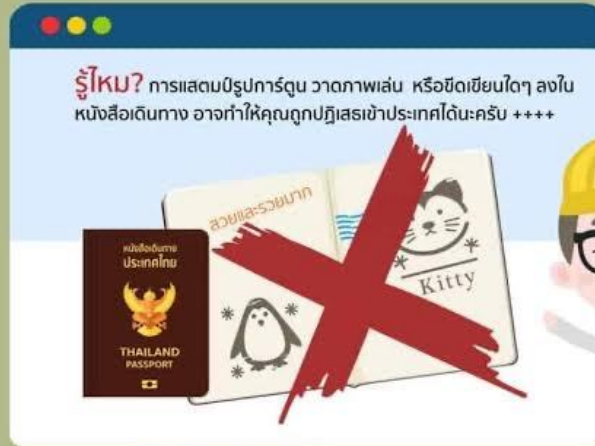 รู้ไหม? การแสตมป์รูปการ์ตูน วาดภาพเล่น หรือขีดเขียนใดๆ ลงใน
หนังสือเดินทาง อาจทำให้คุณถูกปฏิเสธเข้าประเทศได้นะครับ ++++
สวยและรวยมาก
Kitty
หนังสือเดินทาง
ประเทศไทย
THAILAND
PASSPORT